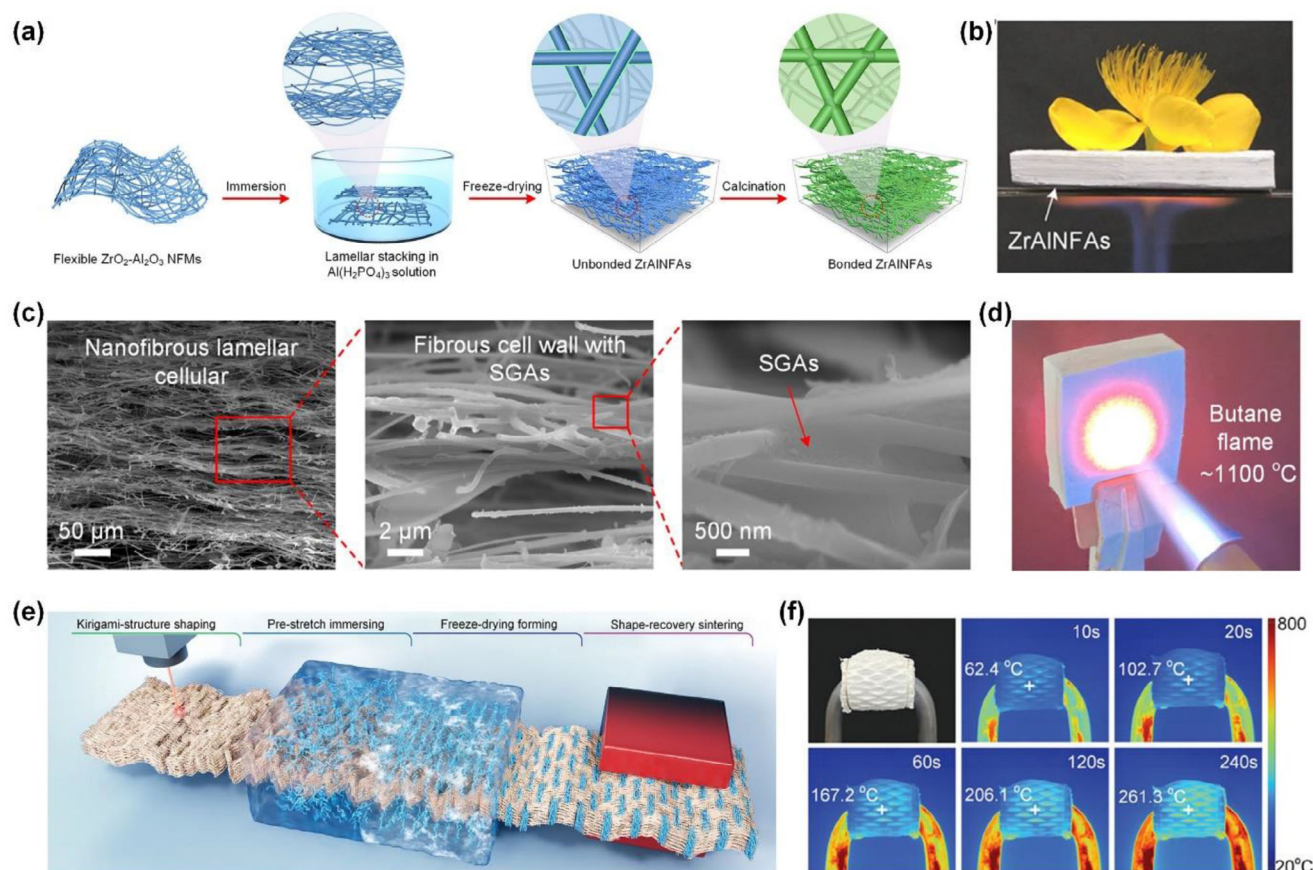 (a)
Immersion
Freeze-drying
Calcination
Flexible ZrO₂-Al₂O₃ NFMs
Lamellar stacking in
Al(H₂PO₄)₃ solution
Unbonded ZrAlNFAs
Bonded ZrAlNFAs
(b)
ZrAlNFAs
(c)
Nanofibrous lamellar
cellular
50 μm
Fibrous cell wall with
SGAs
2 μm
SGAs
500 nm
(d)
Butane
flame
~1100 °C
(e)
Kirigami-structure shaping
Pre-stretch immersing
Freeze-drying forming
Shape-recovery sintering
(f)
10s
62.4 °C
20s
102.7 °C
60s
167.2 °C
120s
206.1 °C
240s
261.3 °C
800
20°C